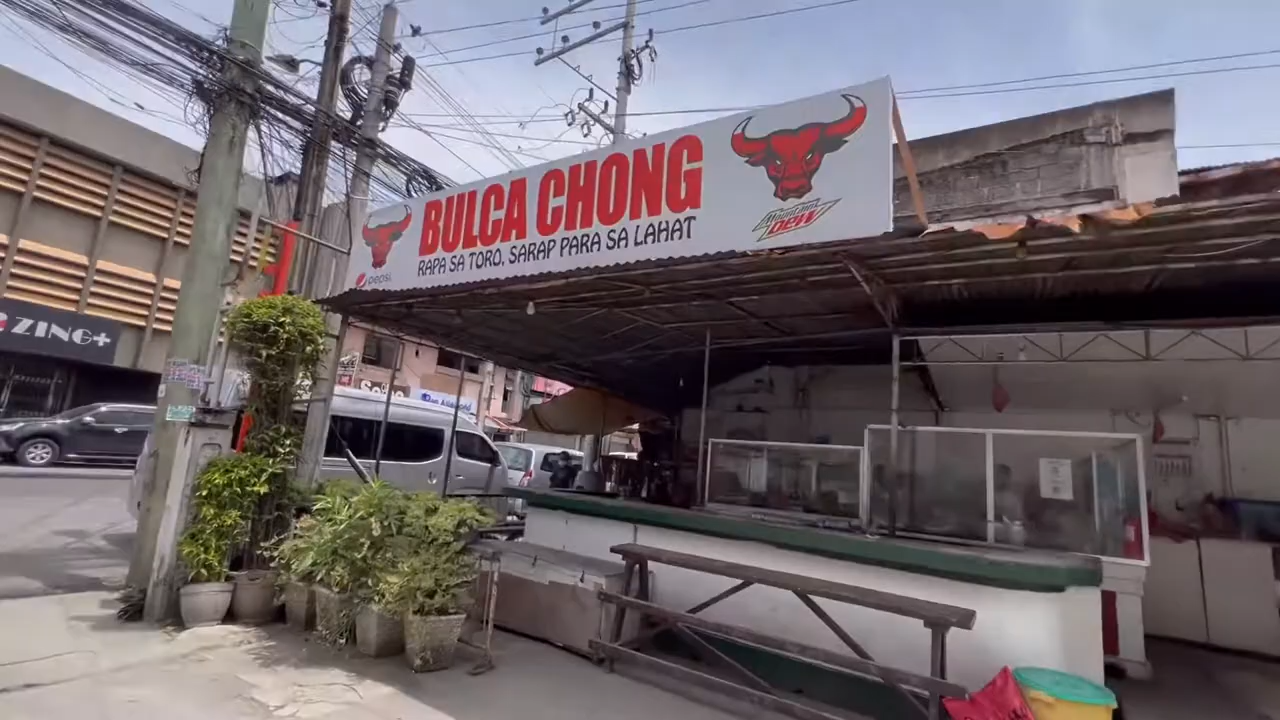 BULCA CHONG
RAPA SA TORO, SARAP PARA SA LAHAT
pepsi
Mountain
DEW
ZING+